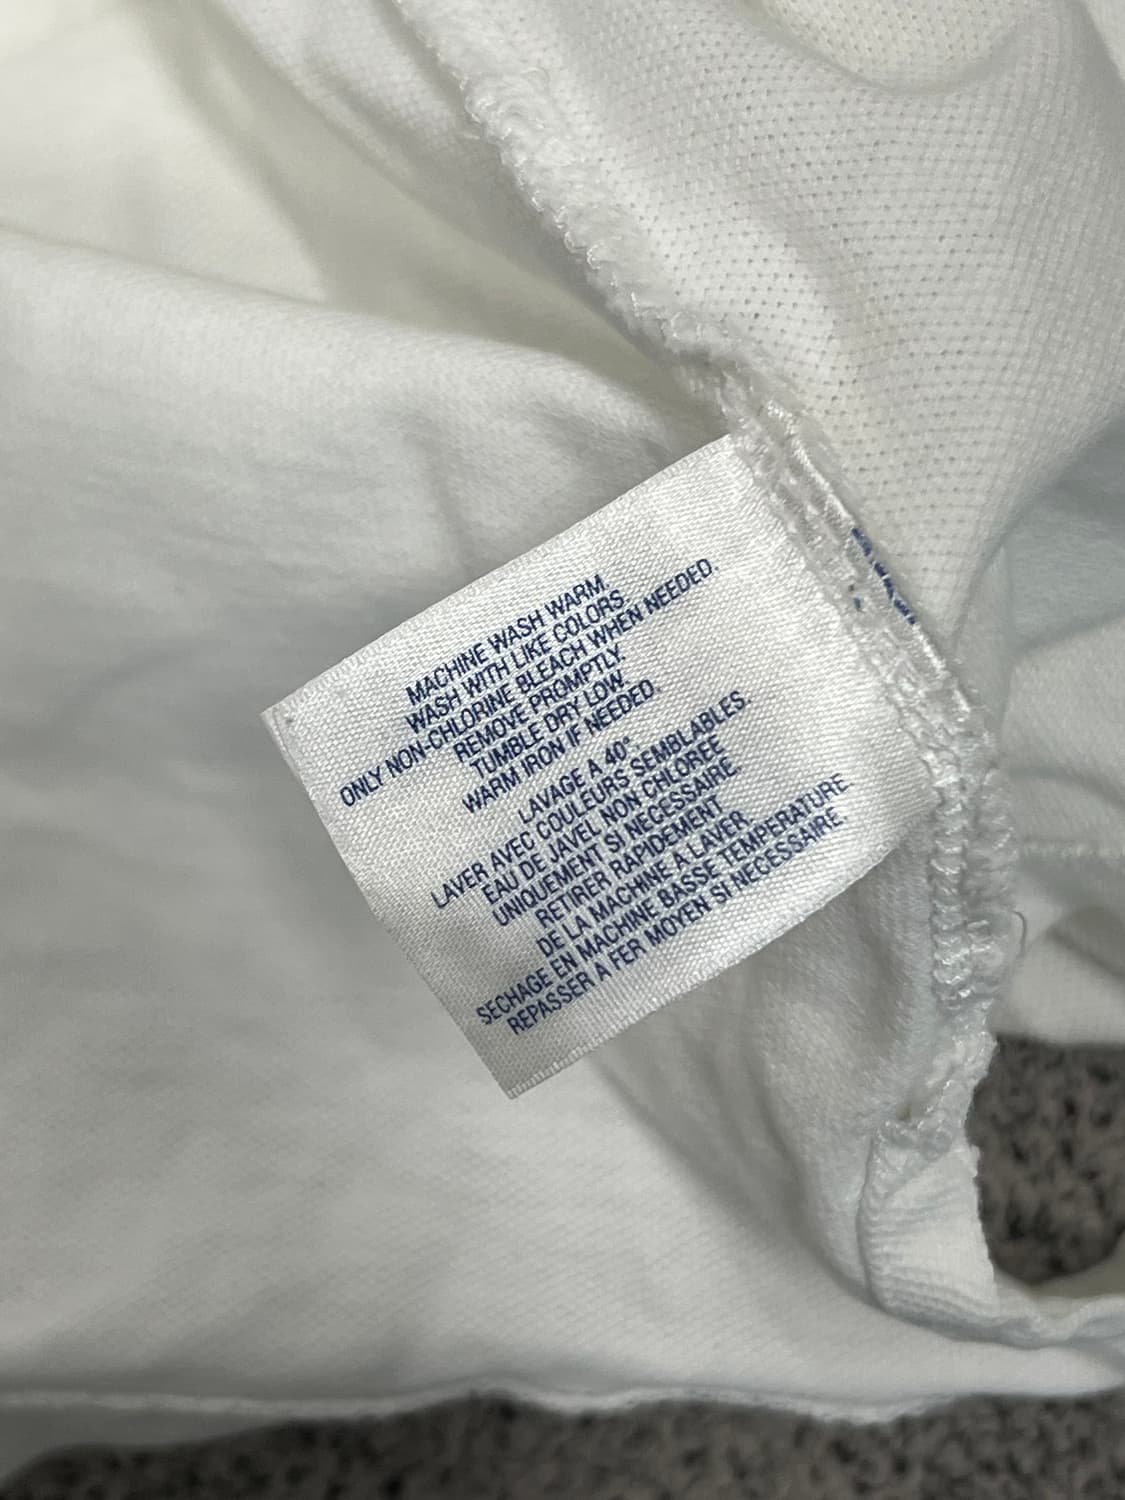 MACHINE WASH WARM.
WASH WITH LIKE COLORS.
ONLY NON-CHLORINE BLEACH WHEN NEEDED.
REMOVE PROMPTLY.
TUMBLE DRY LOW.
WARM IRON IF NEEDED.
LAVAGE A 40°.
LAVER AVEC COULEURS SEMBLABLES.
EAU DE JAVEL NON CHLOREE
UNIQUEMENT SI NECESSAIRE
RETIRER RAPIDEMENT
DE LA MACHINE A LAVER
SECHAGE EN MACHINE BASSE TEMPERATURE
REPASSER A FER MOYEN SI NECESSAIRE